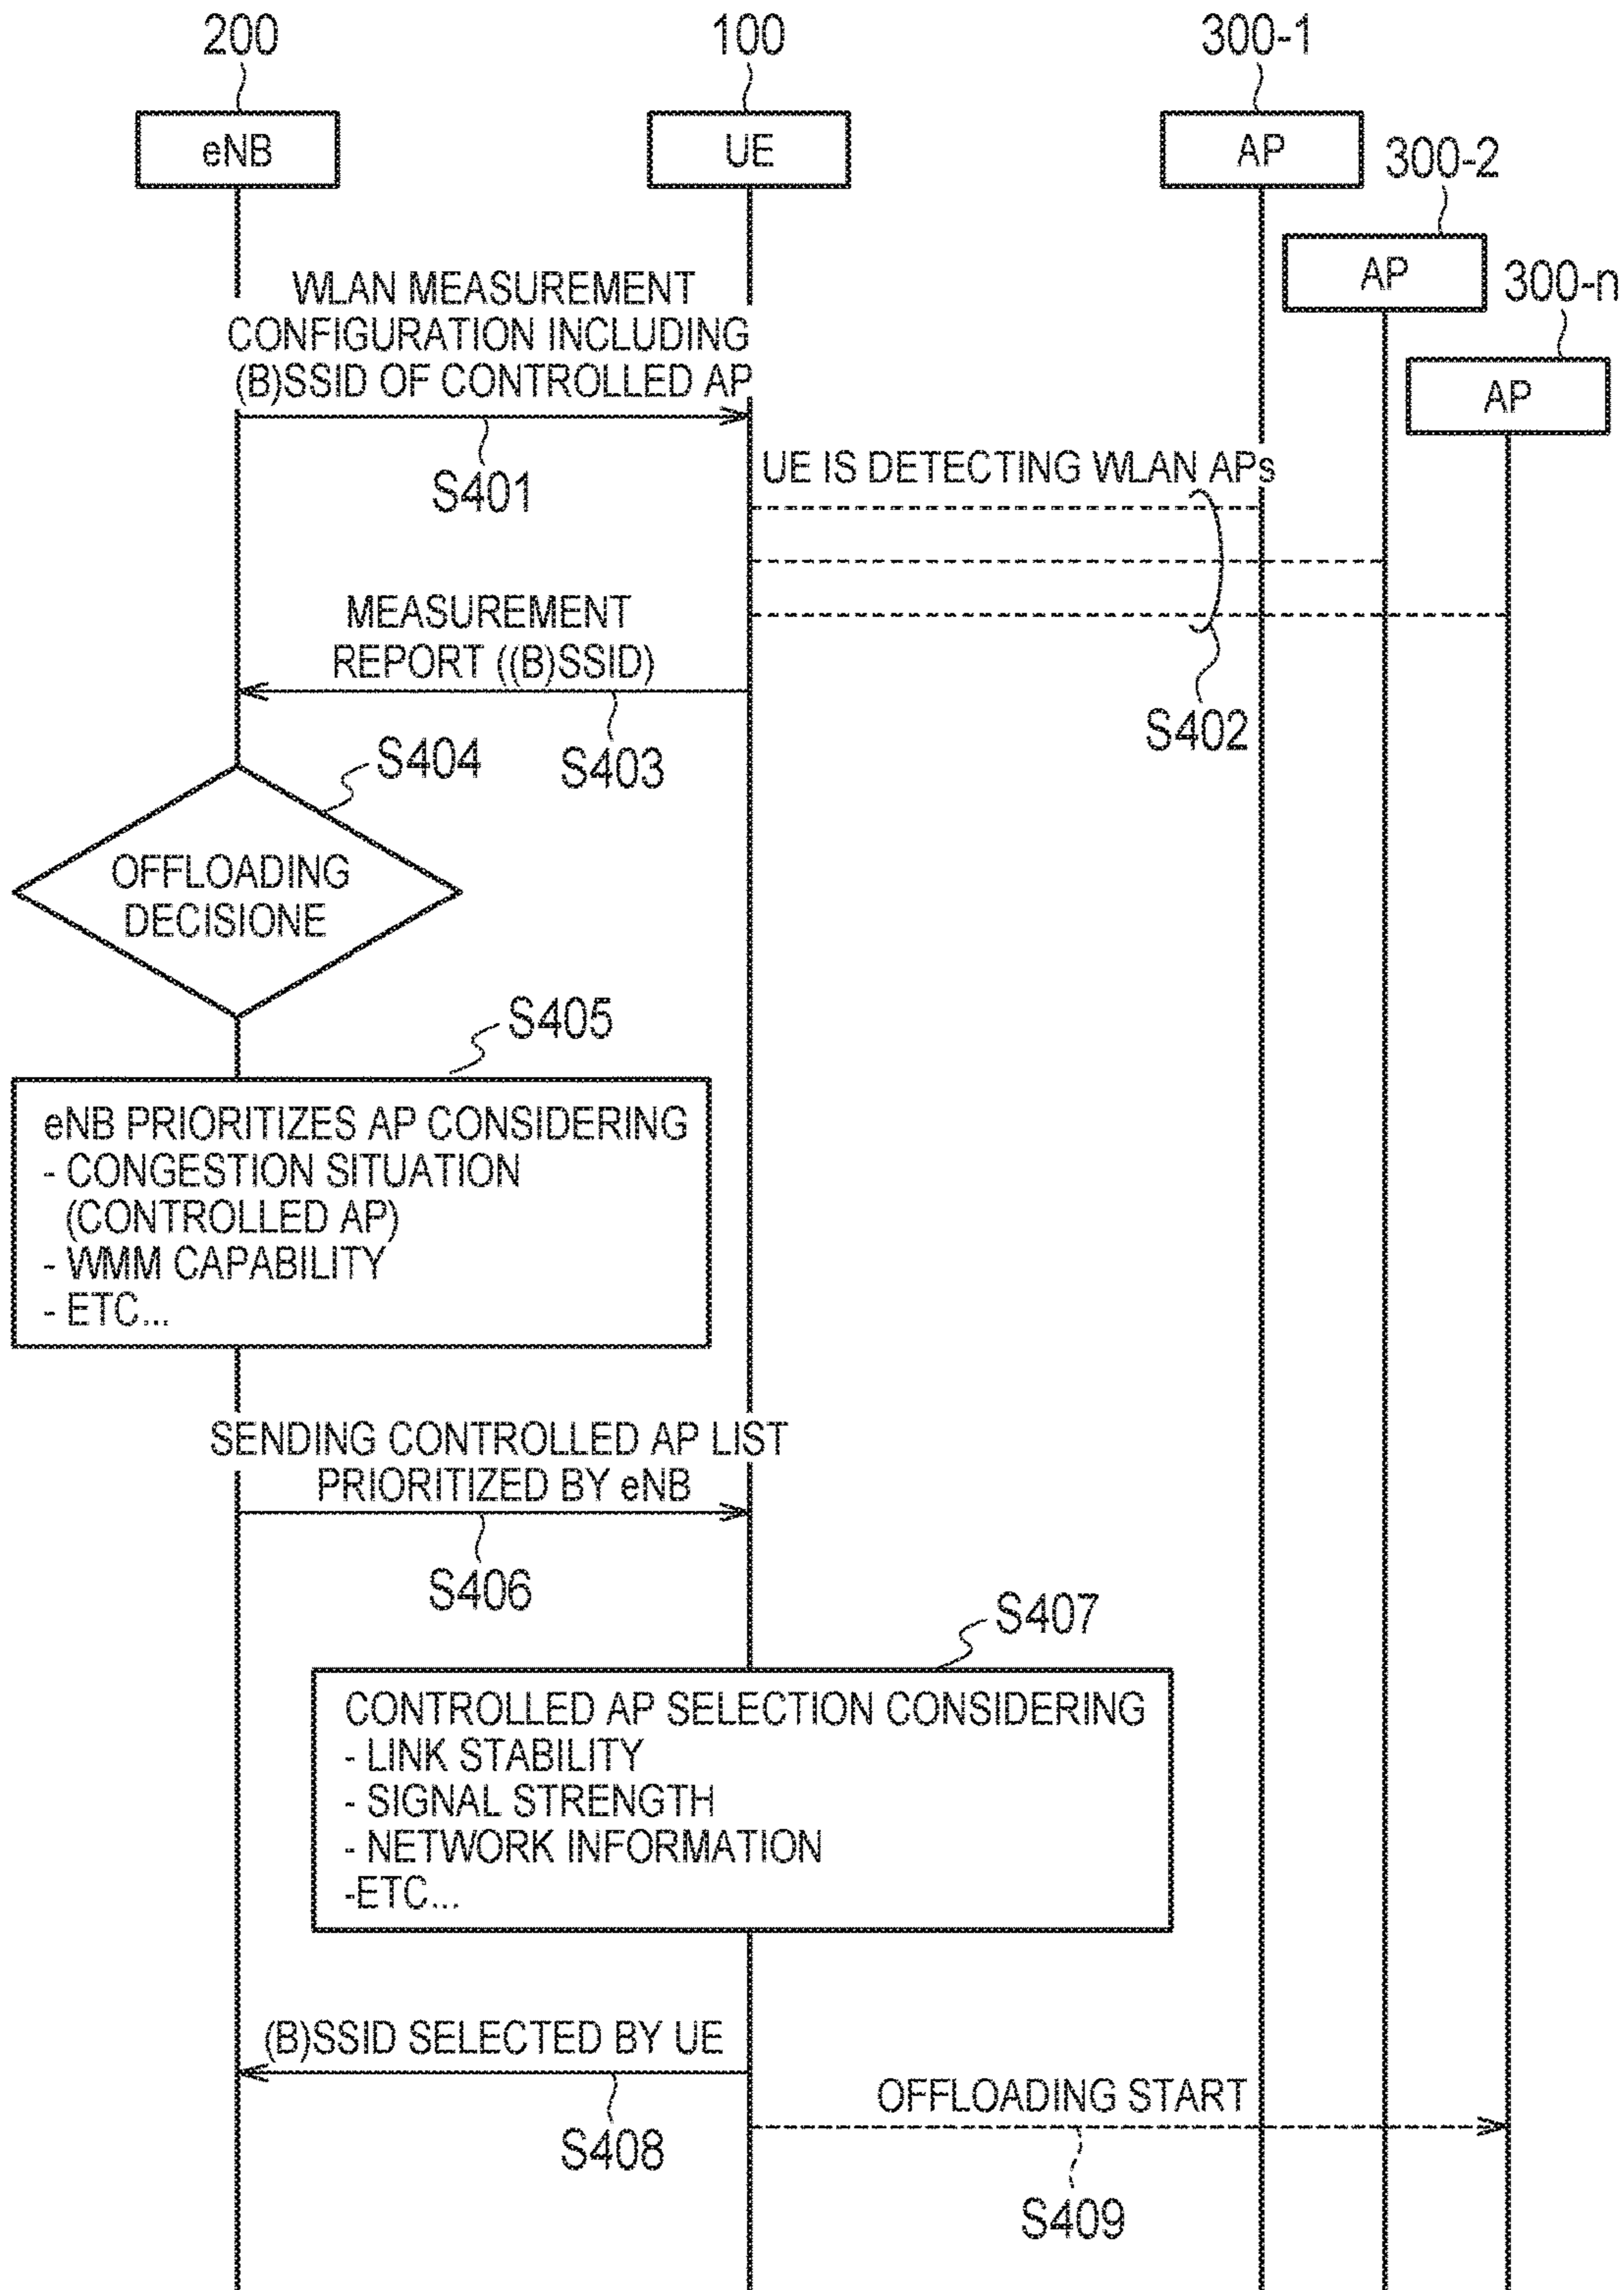 200
100
300-1
eNB
UE
AP
300-2
AP
300-n
AP
WLAN MEASUREMENT
CONFIGURATION INCLUDING
(B)SSID OF CONTROLLED AP
S401
UE IS DETECTING WLAN APs
S402
MEASUREMENT
REPORT ((B)SSID)
S403
S404
OFFLOADING
DECISIONE
S405
eNB PRIORITIZES AP CONSIDERING
- CONGESTION SITUATION
(CONTROLLED AP)
- WMM CAPABILITY
- ETC...
SENDING CONTROLLED AP LIST
PRIORITIZED BY eNB
S406
S407
CONTROLLED AP SELECTION CONSIDERING
- LINK STABILITY
- SIGNAL STRENGTH
- NETWORK INFORMATION
-ETC...
(B)SSID SELECTED BY UE
S408
OFFLOADING START
S409